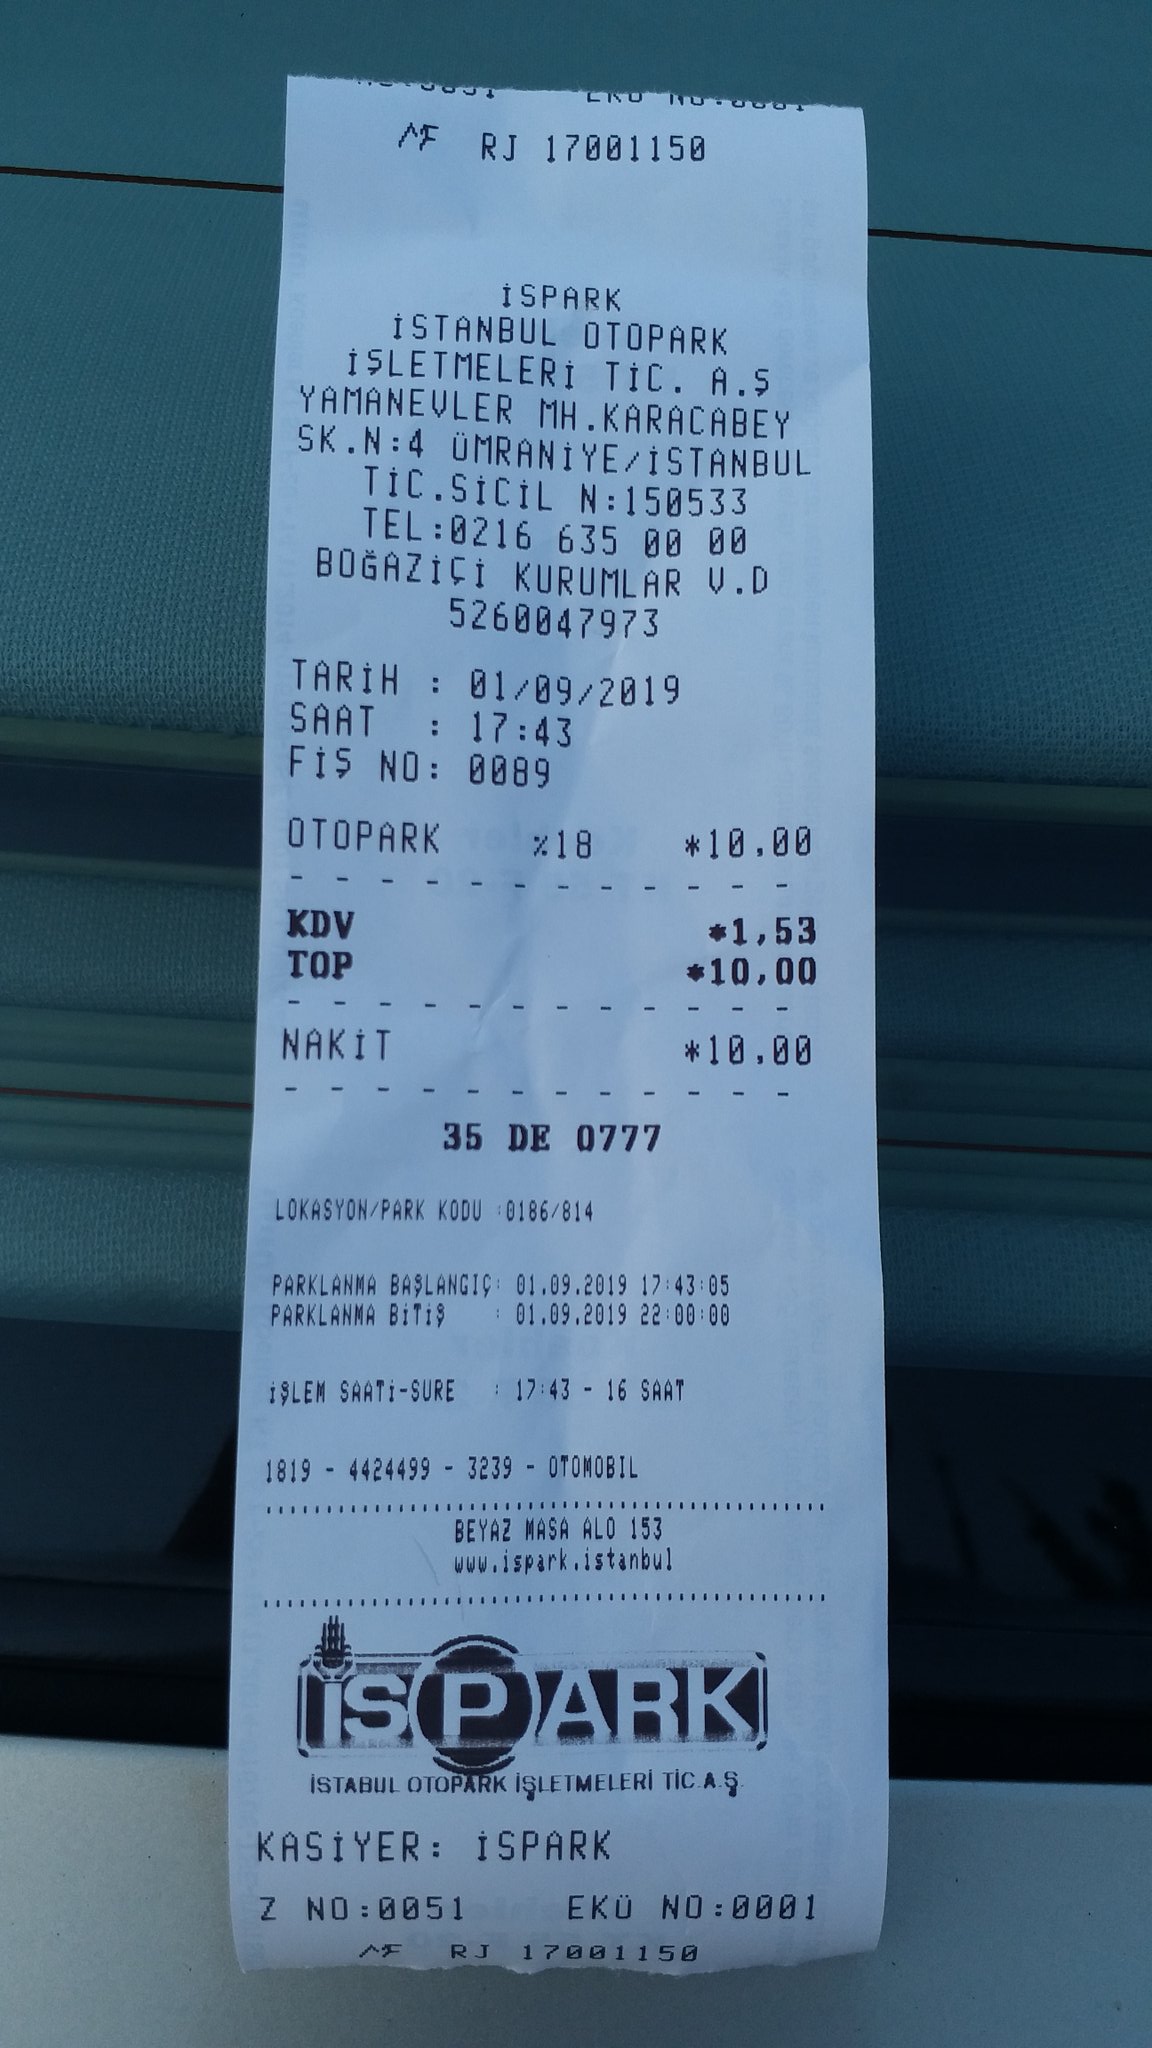 EKÜ NO:0001
RJ 17001150
İSPARK
İSTANBUL OTOPARK
İŞLETMELERİ TİC. A.Ş
YAMANEVLER MH.KARACABEY
SK.N:4 ÜMRANİYE/İSTANBUL
TİC.SİCİL N:150533
TEL:0216 635 00 00
BOĞAZİÇİ KURUMLAR V.D
5260047973
TARİH : 01/09/2019
SAAT : 17:43
FİŞ NO: 0089
OTOPARK %18 *10,00
KDV *1,53
TOP *10,00
NAKİT *10,00
35 DE 0777
LOKASYON/PARK KODU :0186/814
PARKLANMA BAŞLANGIÇ: 01.09.2019 17:43:05
PARKLANMA BİTİŞ : 01.09.2019 22:00:00
İŞLEM SAATİ-SURE : 17:43 - 16 SAAT
1819 - 4424499 - 3239 - OTOMOBIL
BEYAZ MASA ALO 153
www.ispark.istanbul
İSPARK
İSTABUL OTOPARK İŞLETMELERİ TİC.A.Ş.
KASİYER: İSPARK
Z NO:0051 EKÜ NO:0001
RJ 17001150